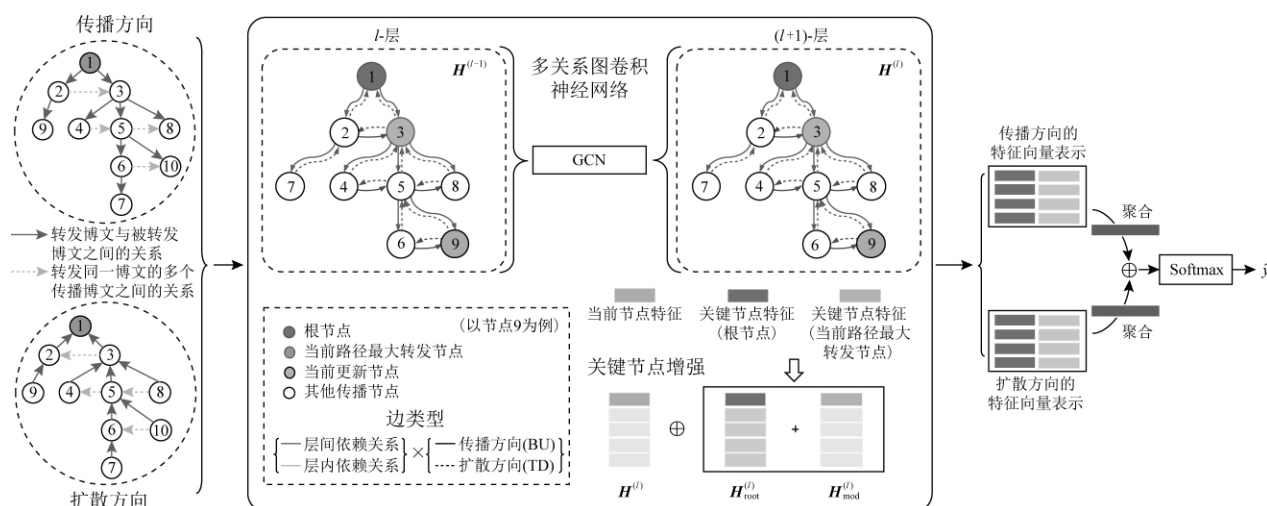 传播方向
1
2
3
9
4
5
8
6
10
7
转发博文与被转发
博文之间的关系
转发同一博文的多个
传播博文之间的关系
1
2
3
9
4
5
8
6
10
7
扩散方向
l-层
H^(l-1)
1
2
3
7
4
5
8
6
9
多关系图卷积
神经网络
GCN
(l+1)-层
H^(l)
1
2
3
7
4
5
8
6
9
(以节点9为例)
根节点
当前路径最大转发节点
当前更新节点
其他传播节点
边类型
层间依赖关系
层内依赖关系
×
传播方向(BU)
扩散方向(TD)
当前节点特征
关键节点特征
(根节点)
关键节点特征
(当前路径最大
转发节点)
关键节点增强
⊕
+
H^(l)
H_root^(l)
H_mod^(l)
传播方向的
特征向量表示
聚合
⊕
Softmax
聚合
扩散方向的
特征向量表示